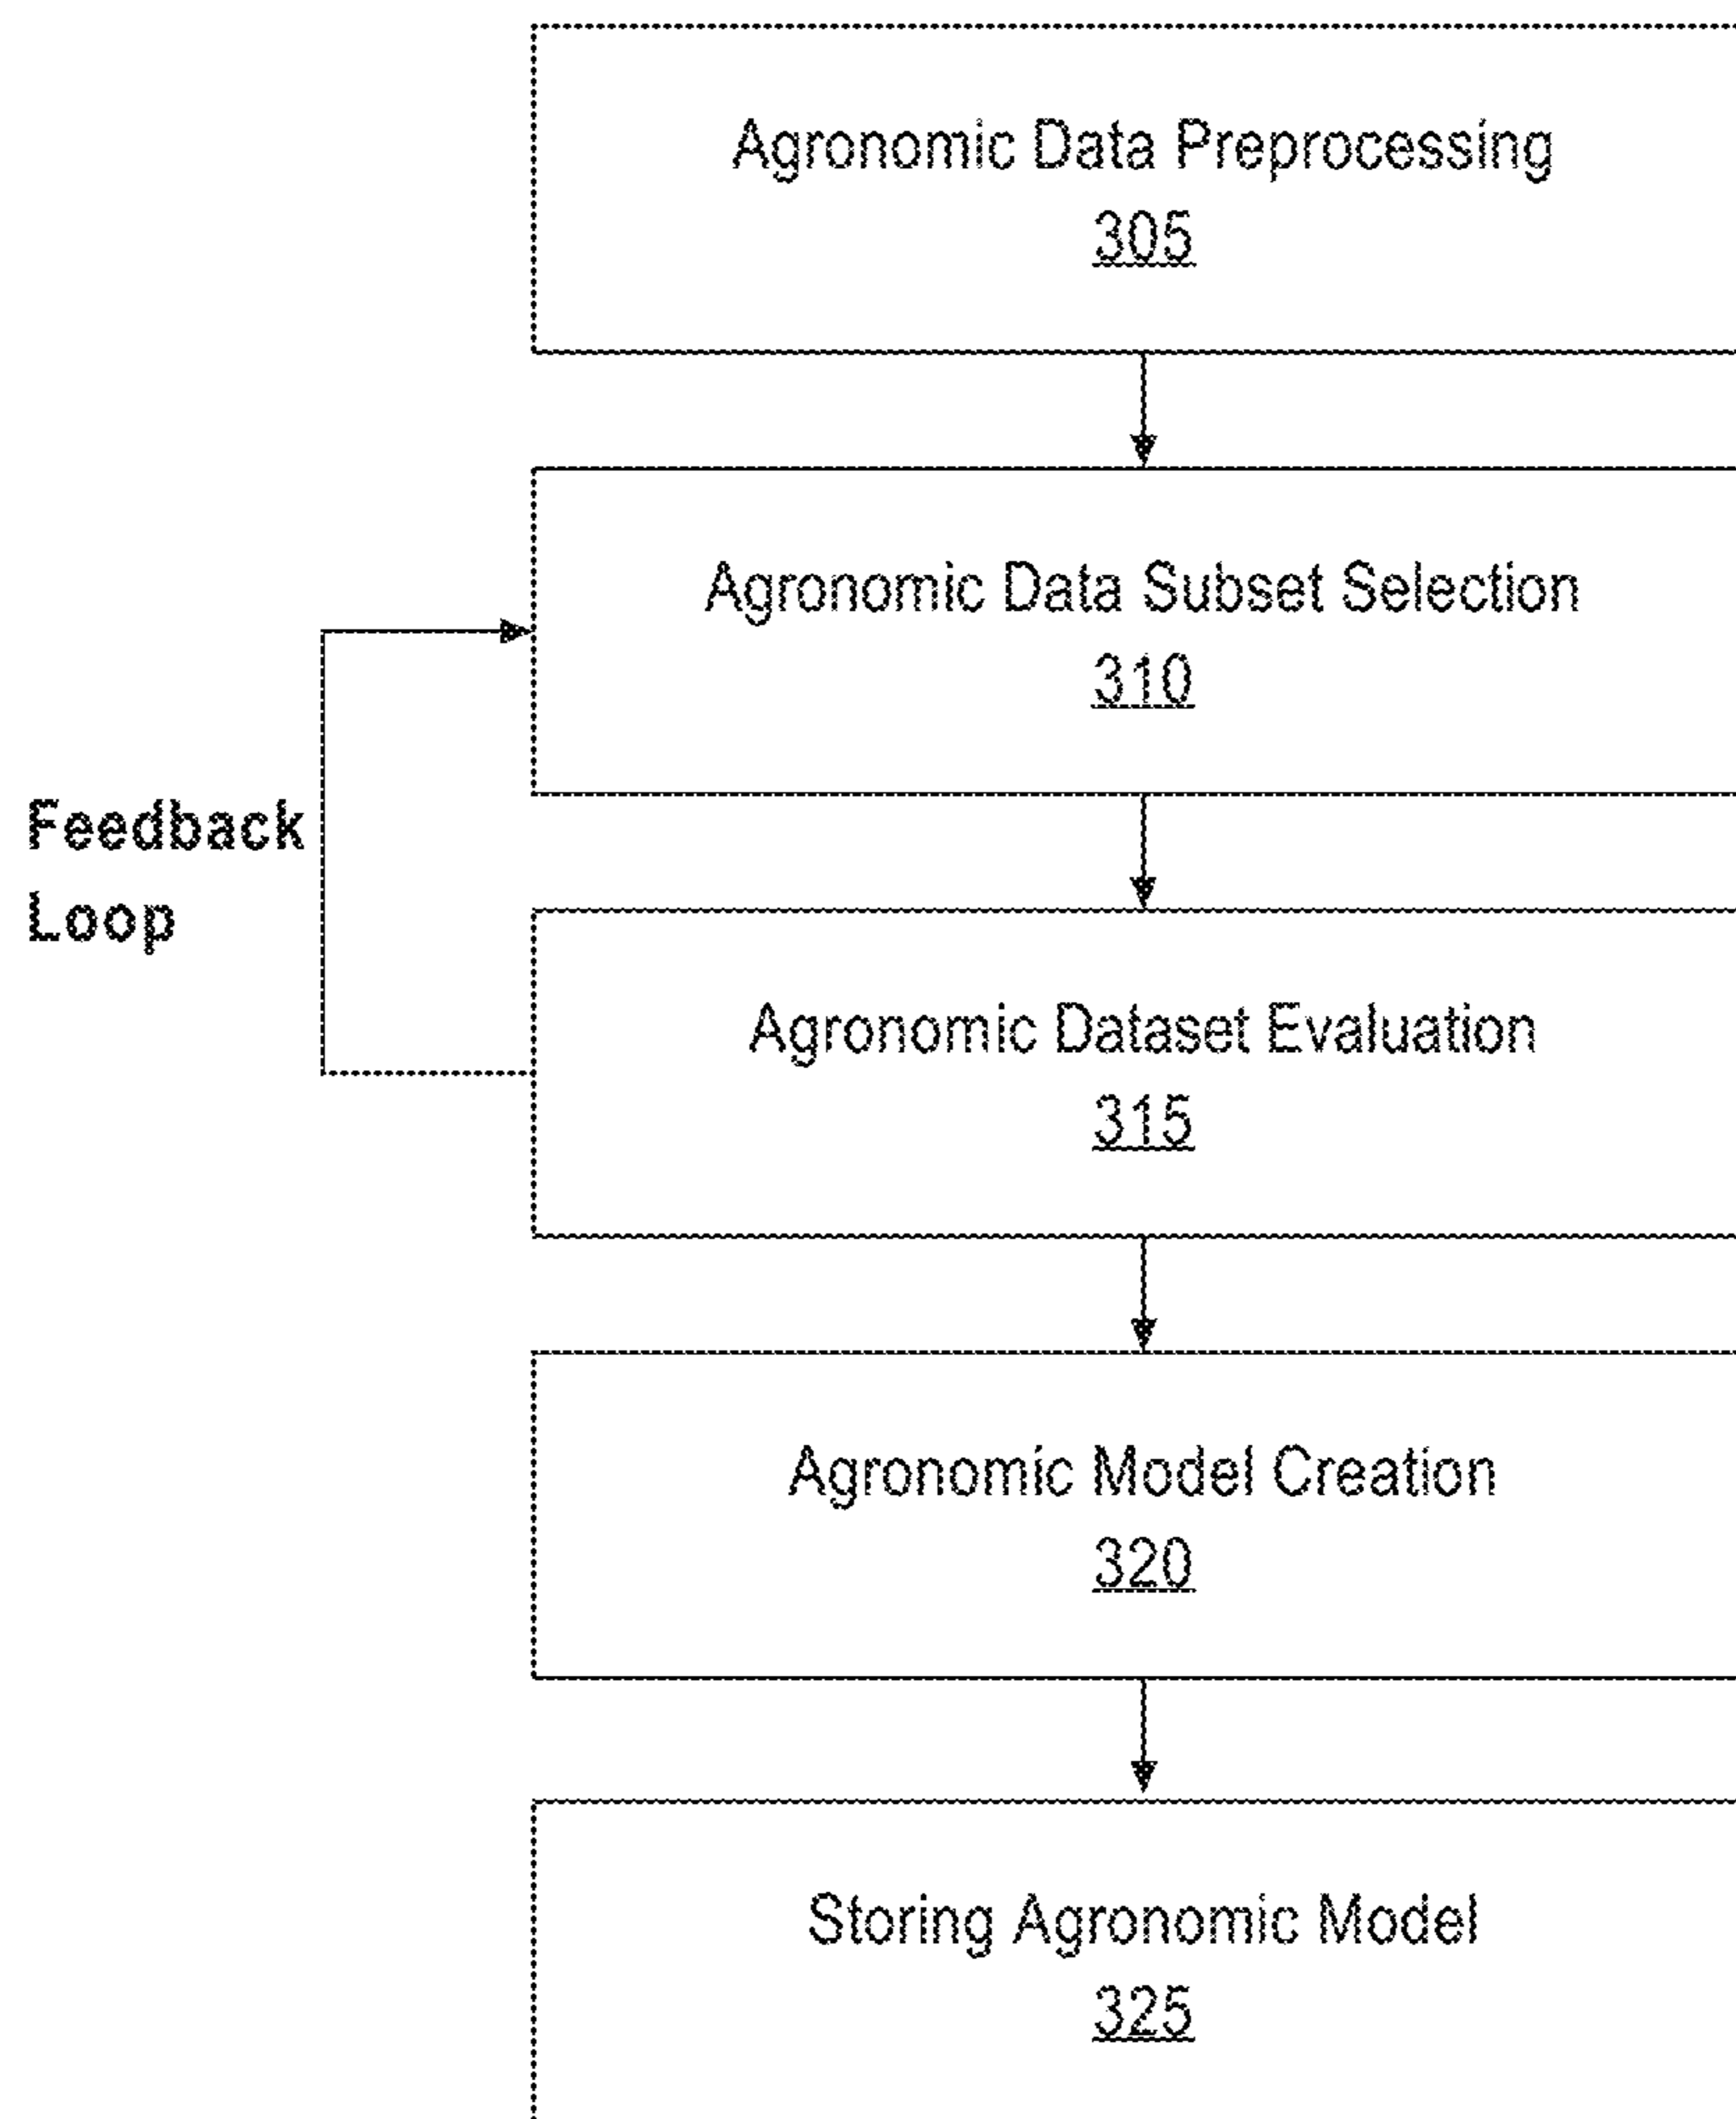 Agronomic Data Preprocessing
305
Agronomic Data Subset Selection
310
Feedback
Loop
Agronomic Dataset Evaluation
315
Agronomic Model Creation
320
Storing Agronomic Model
325